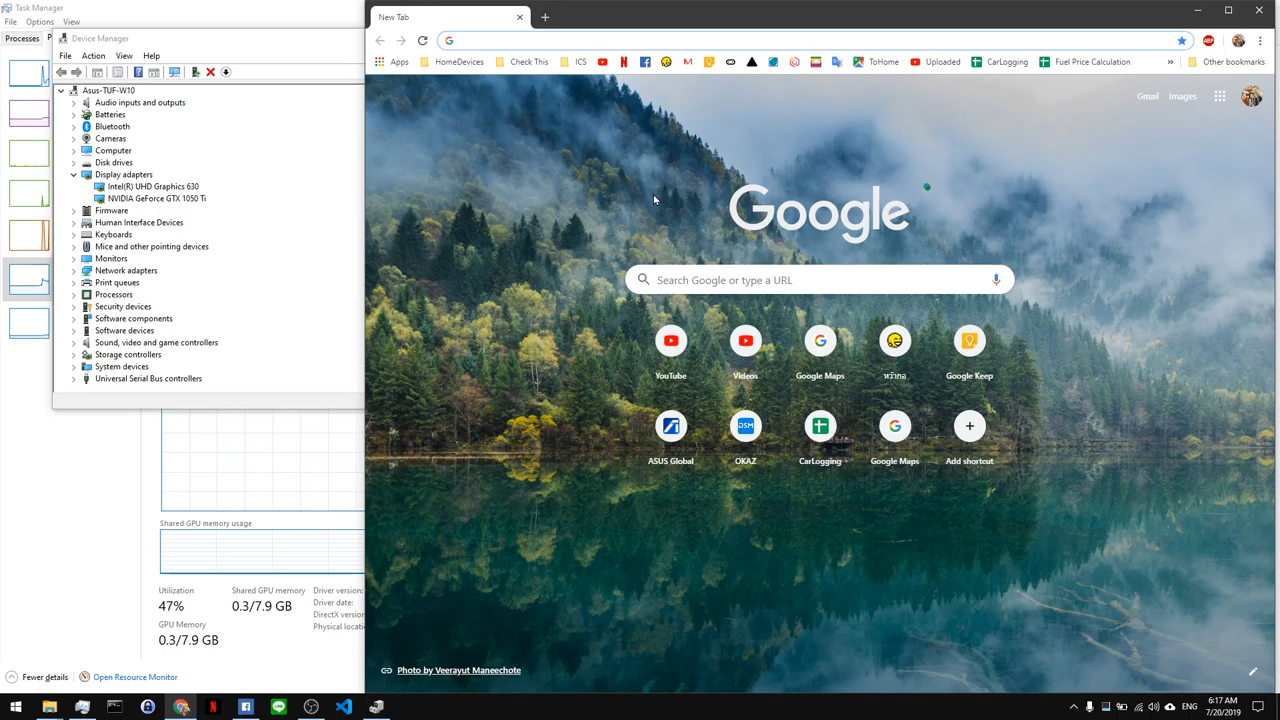 Task Manager
File Options View
Processes P
Device Manager
File Action View Help
Asus-TUF-W10
Audio inputs and outputs
Batteries
Bluetooth
Cameras
Computer
Disk drives
Display adapters
Intel(R) UHD Graphics 630
NVIDIA GeForce GTX 1050 Ti
Firmware
Human Interface Devices
Keyboards
Mice and other pointing devices
Monitors
Network adapters
Print queues
Processors
Security devices
Software components
Software devices
Sound, video and game controllers
Storage controllers
System devices
Universal Serial Bus controllers
Shared GPU memory usage
Utilization
47%
Shared GPU memory
0.3/7.9 GB
GPU Memory
0.3/7.9 GB
Driver version:
Driver date:
DirectX version
Physical locati
Fewer details
Open Resource Monitor
New Tab
Apps HomeDevices Check This ICS ToHome Uploaded CarLogging Fuel Price Calculation » Other bookmarks
Gmail Images
Google
Search Google or type a URL
YouTube Videos Google Maps หว้ากอ Google Keep
DSM
ASUS Global OKAZ CarLogging Google Maps Add shortcut
Photo by Veerayut Maneechote
ENG
6:17 AM
7/20/2019